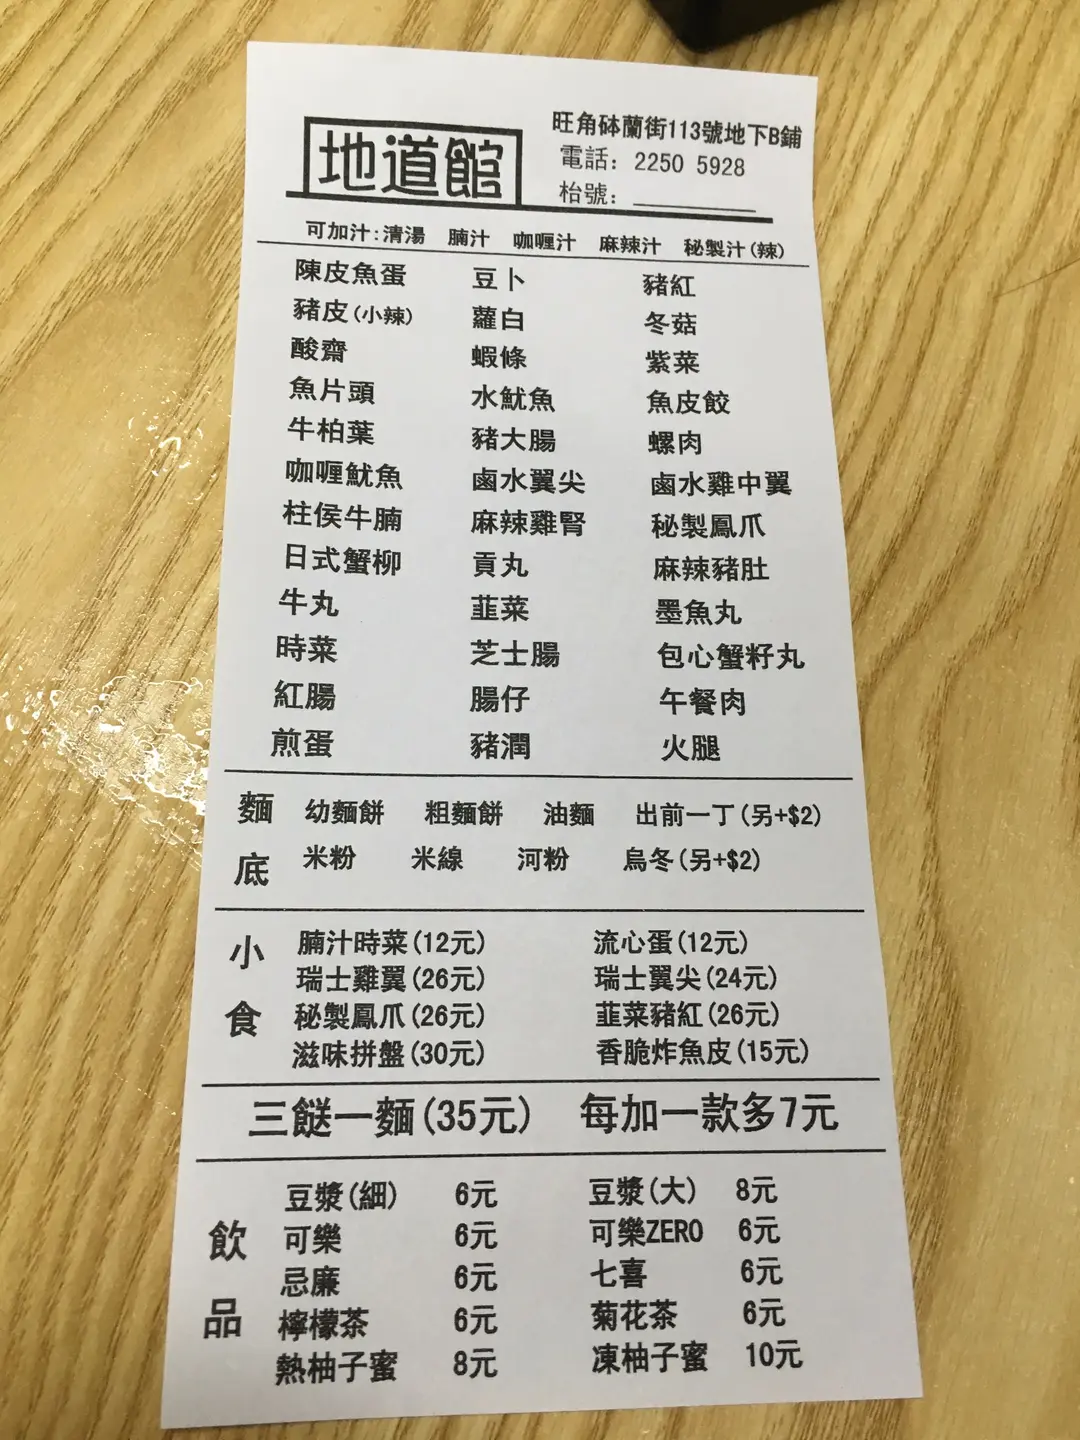 地道館
旺角砵蘭街113號地下B鋪
電話: 2250 5928
枱號:
可加汁:清湯 腩汁 咖喱汁 麻辣汁 秘製汁(辣)
陳皮魚蛋 豆卜 豬紅
豬皮(小辣) 蘿白 冬菇
酸齋 蝦條 紫菜
魚片頭 水魷魚 魚皮餃
牛柏葉 豬大腸 螺肉
咖喱魷魚 鹵水翼尖 鹵水雞中翼
柱侯牛腩 麻辣雞腎 秘製鳳爪
日式蟹柳 貢丸 麻辣豬肚
牛丸 韮菜 墨魚丸
時菜 芝士腸 包心蟹籽丸
紅腸 腸仔 午餐肉
煎蛋 豬潤 火腿
麵底
幼麵餅 粗麵餅 油麵 出前一丁(另+$2)
米粉 米線 河粉 烏冬(另+$2)
小食
腩汁時菜(12元) 流心蛋(12元)
瑞士雞翼(26元) 瑞士翼尖(24元)
秘製鳳爪(26元) 韮菜豬紅(26元)
滋味拼盤(30元) 香脆炸魚皮(15元)
三餸一麵(35元) 每加一款多7元
飲品
豆漿(細) 6元 豆漿(大) 8元
可樂 6元 可樂ZERO 6元
忌廉 6元 七喜 6元
檸檬茶 6元 菊花茶 6元
熱柚子蜜 8元 凍柚子蜜 10元